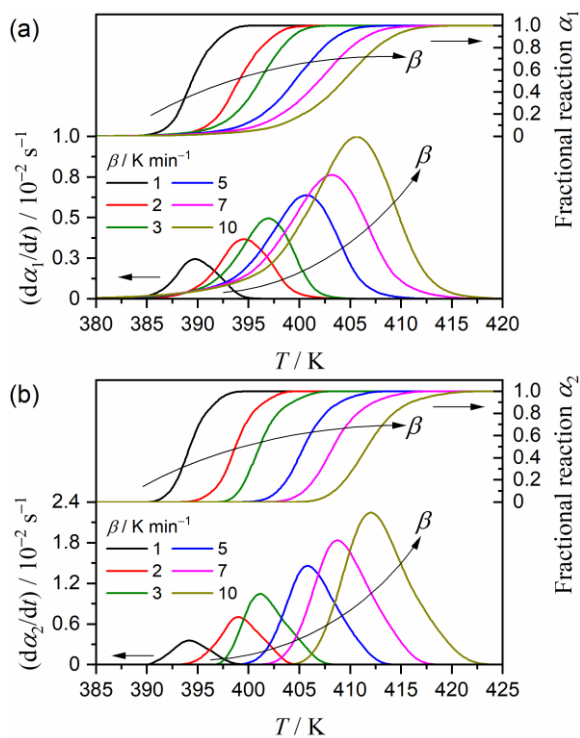 (a)
1.0
0.8
0.6
0.4
0.2
0
Fractional reaction α₁
β
1.0
0.8
0.5
0.3
0
(dα₁/dt) / 10⁻² s⁻¹
β / K min⁻¹
1 5
2 7
3 10
β
380 385 390 395 400 405 410 415 420
T / K
(b)
1.0
0.8
0.6
0.4
0.2
0
Fractional reaction α₂
β
2.4
1.8
1.2
0.6
0
(dα₂/dt) / 10⁻² s⁻¹
β / K min⁻¹
1 5
2 7
3 10
β
385 390 395 400 405 410 415 420 425
T / K